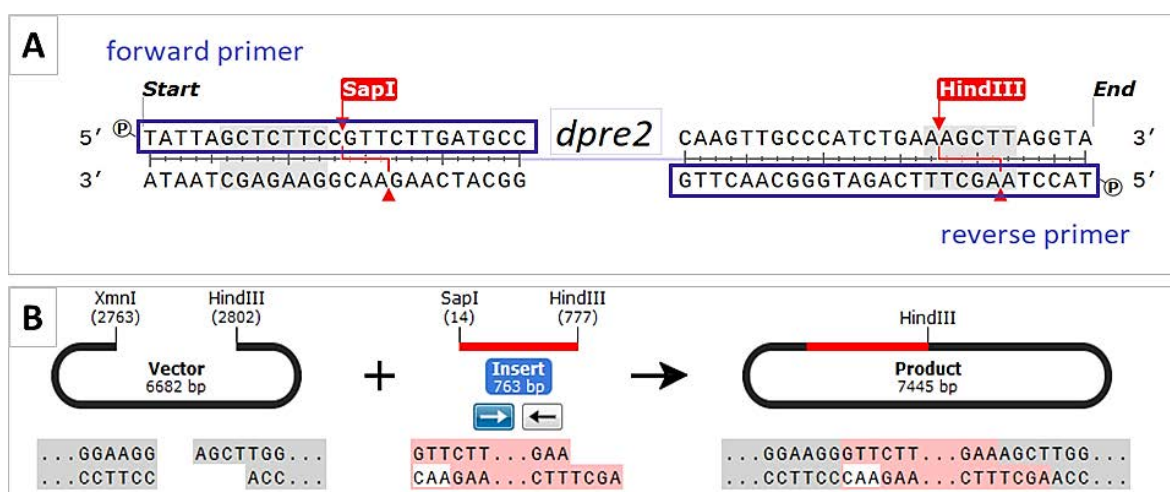 A
forward primer
Start SapI HindIII End
5′ P TATTAGCTCTTCCGTTCTTGATGCC dpre2 CAAGTTGCCCATCTGAAAGCTTAGGTA 3′
3′ ATAATCGAGAAGGCAAGAACTACGG GTTCAACGGGTAGACTTTCGAATCCAT P 5′
reverse primer
B
XmnI HindIII SapI HindIII HindIII
(2763) (2802) (14) (777)
Vector + Insert Product
6682 bp 763 bp 7445 bp
...GGAAGG AGCTTGG... GTTCTT...GAA ...GGAAGGGTTCTT...GAAAGCTTGG...
...CCTTCC ACC... CAAGAA...CTTTCGA ...CCTTCCCAAGAA...CTTTCGAACC...